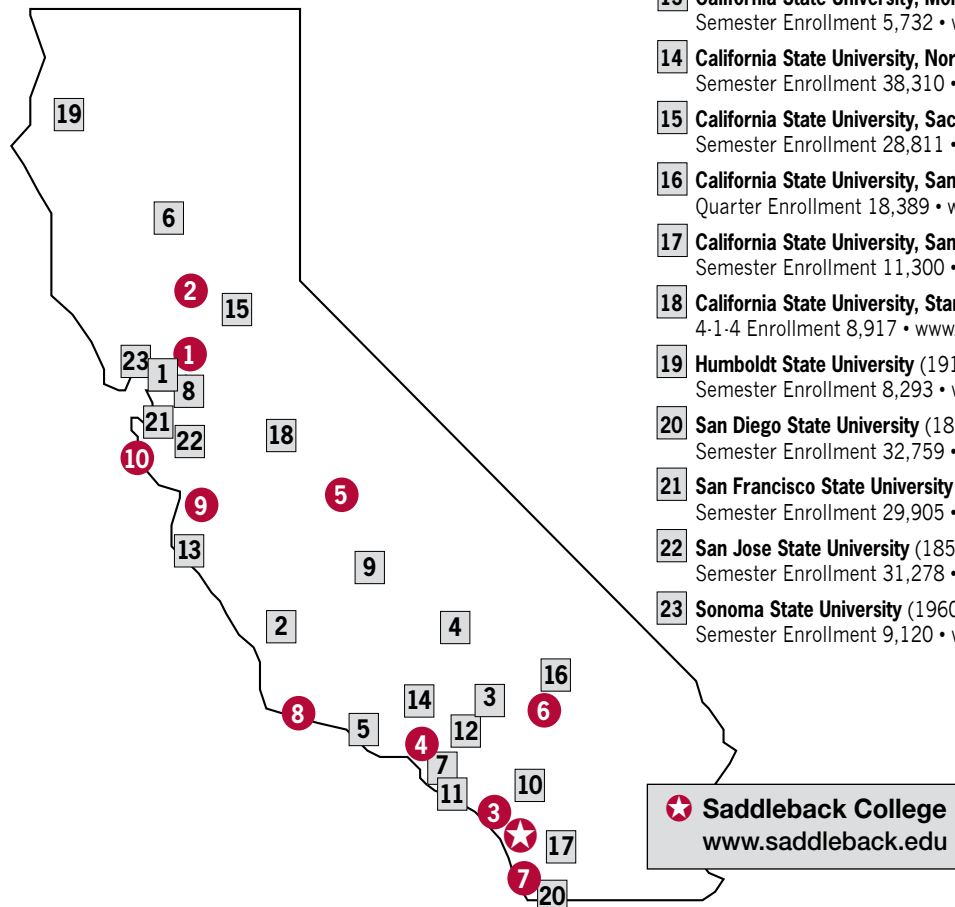 13 California State University, Mon
Semester Enrollment 5,732 •
14 California State University, Nor
Semester Enrollment 38,310 •
15 California State University, Sac
Semester Enrollment 28,811 •
16 California State University, San
Quarter Enrollment 18,389 •
17 California State University, San
Semester Enrollment 11,300 •
18 California State University, Stan
4-1-4 Enrollment 8,917 • www.
19 Humboldt State University (191
Semester Enrollment 8,293 •
20 San Diego State University (18
Semester Enrollment 32,759 •
21 San Francisco State University
Semester Enrollment 29,905 •
22 San Jose State University (185
Semester Enrollment 31,278 •
23 Sonoma State University (1960
Semester Enrollment 9,120 •
19
6
2
15
23
1
1
8
21
22
18
10
5
9
13
9
2
4
16
14
3
6
8
5
12
4
7
11
10
3
17
7
20
Saddleback College
www.saddleback.edu